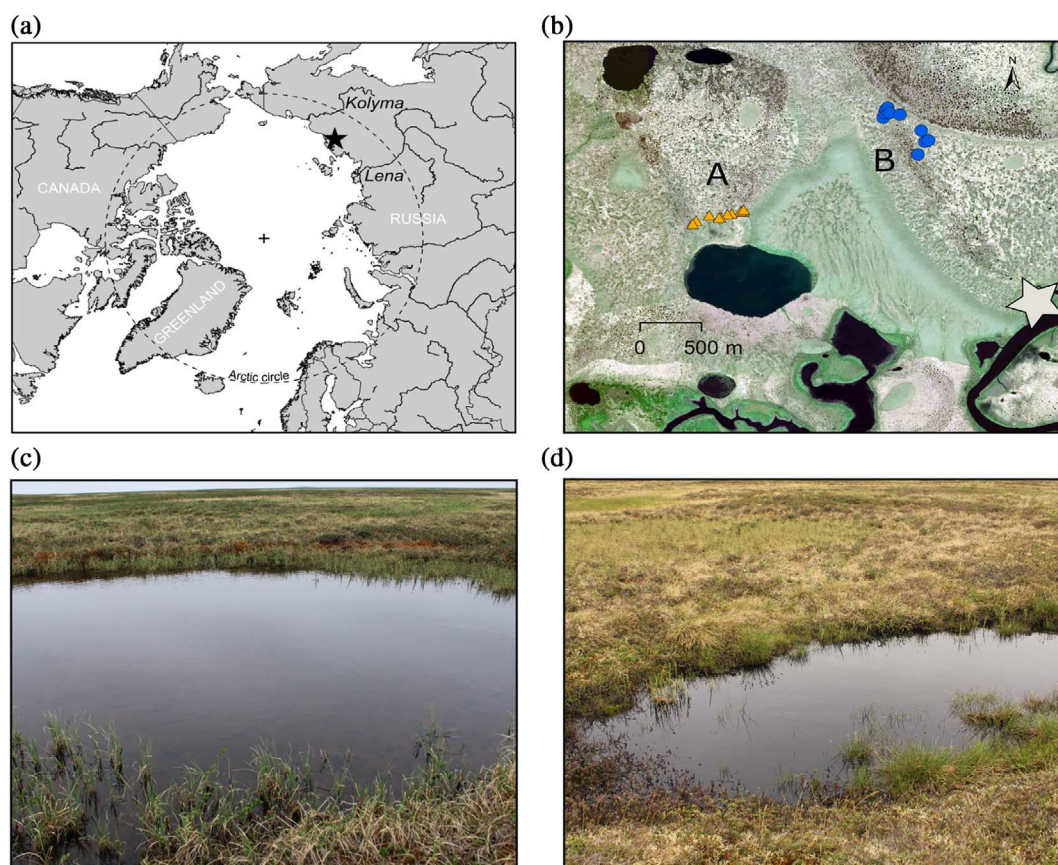 (a)
(b)
Kolyma
Lena
CANADA
RUSSIA
GREENLAND
Arctic circle
N
A
B
0 500 m
(c)
(d)